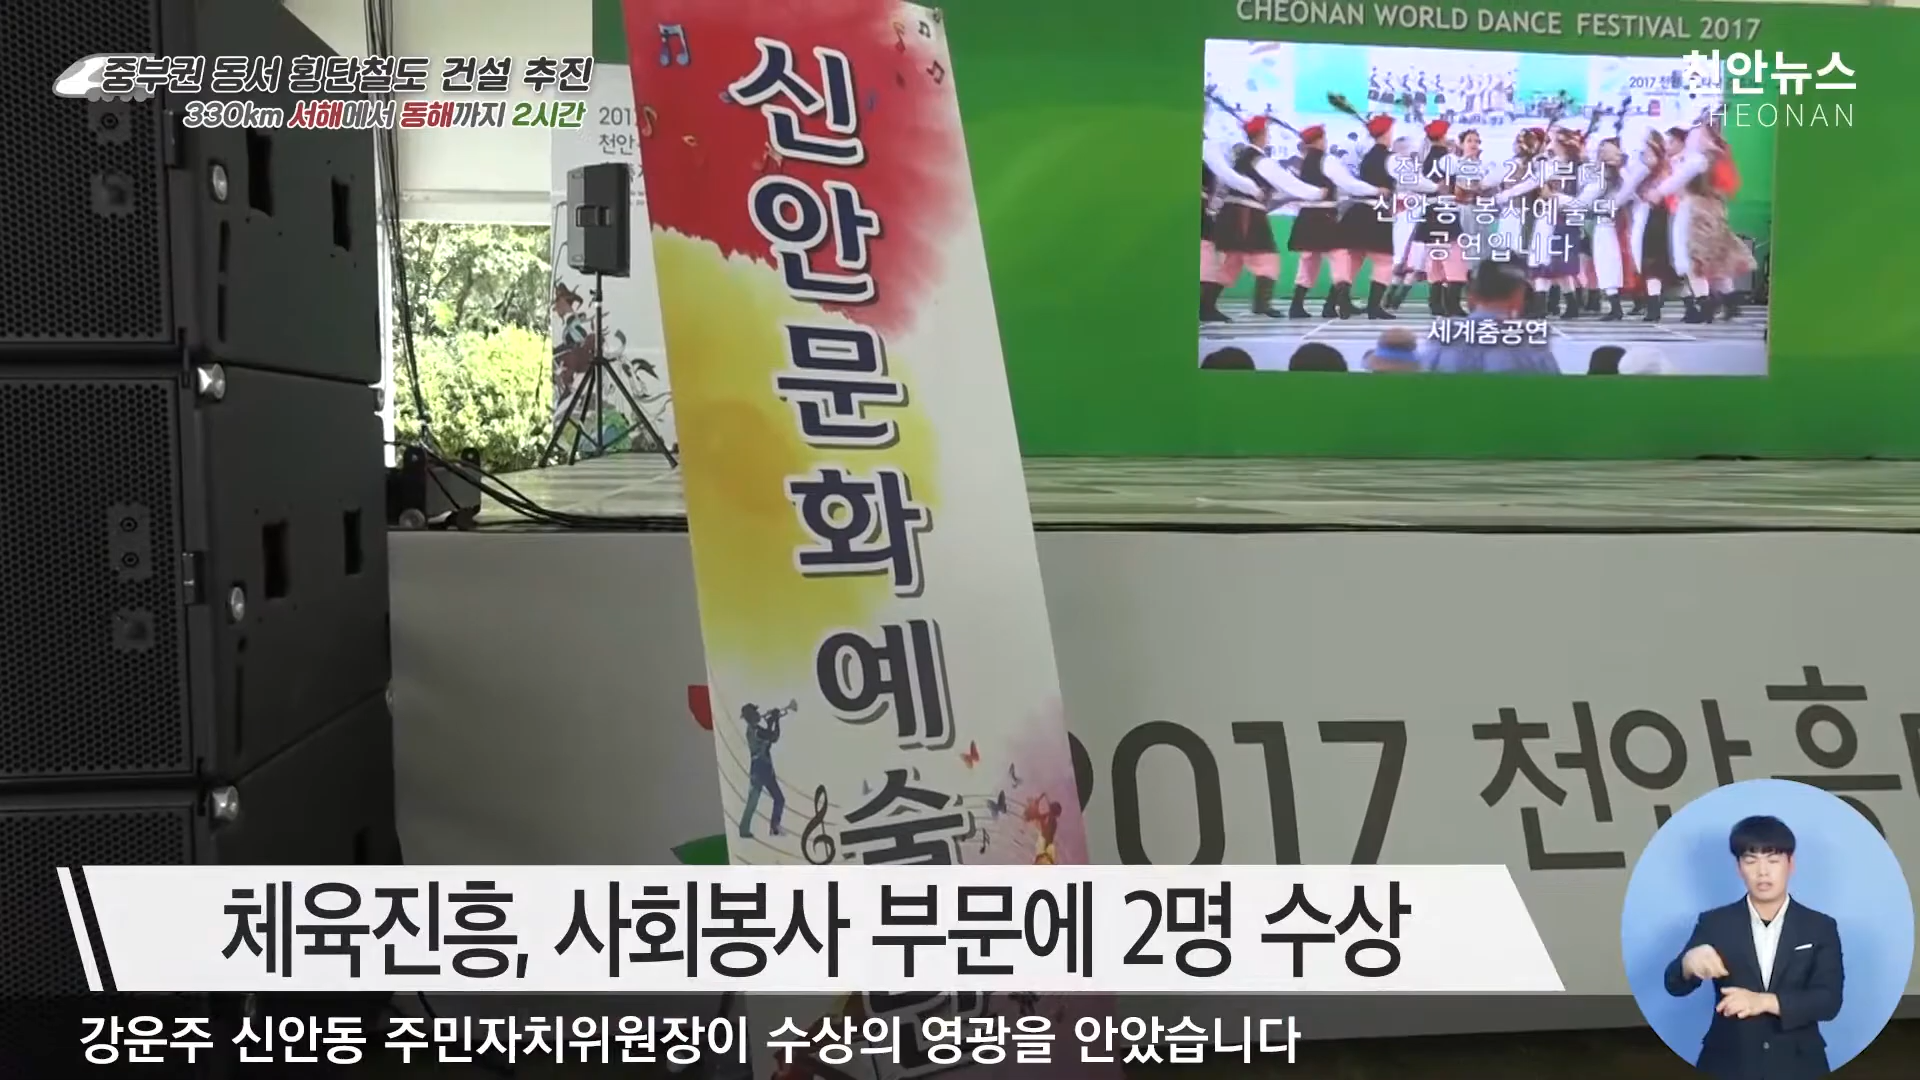 중부권 동서 횡단철도 건설 추진
330km 서해에서 동해까지 2시간
CHEONAN WORLD DANCE FESTIVAL 2017
천안뉴스
CHEONAN
잠시후 2시부터
신안동 봉사예술단
공연입니다
세계춤공연
신안문화예술단
2017 천안흥
체육진흥, 사회봉사 부문에 2명 수상
강운주 신안동 주민자치위원장이 수상의 영광을 안았습니다